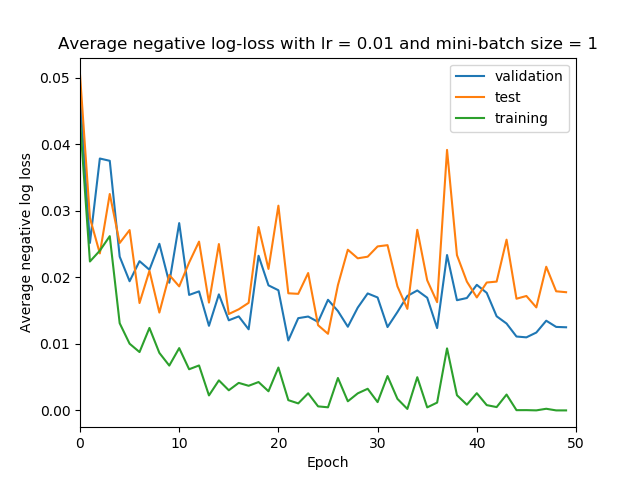 Average negative log-loss with lr = 0.01 and mini-batch size = 1
validation
test
training
Average negative log loss
0.05
0.04
0.03
0.02
0.01
0.00
0 10 20 30 40 50
Epoch